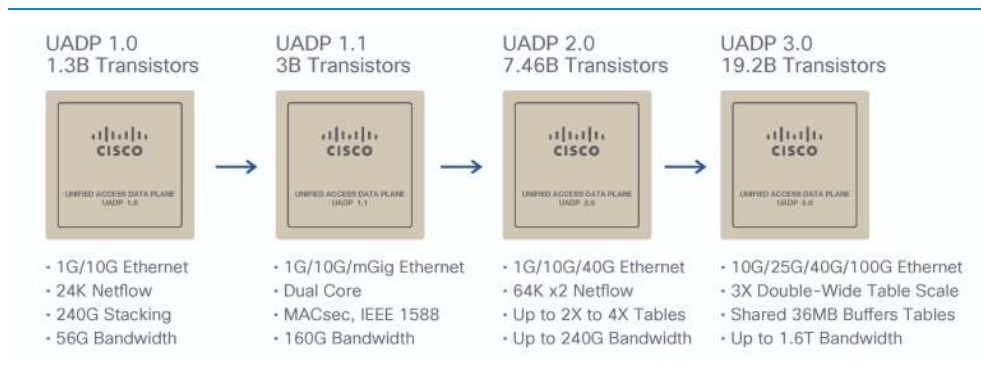 UADP 1.0
1.3B Transistors
CISCO
UNIFIED ACCESS DATA PLANE
UADP 1.0
• 1G/10G Ethernet
• 24K Netflow
• 240G Stacking
• 56G Bandwidth
UADP 1.1
3B Transistors
CISCO
UNIFIED ACCESS DATA PLANE
UADP 1.1
• 1G/10G/mGig Ethernet
• Dual Core
• MACsec, IEEE 1588
• 160G Bandwidth
UADP 2.0
7.46B Transistors
CISCO
UNIFIED ACCESS DATA PLANE
UADP 2.0
• 1G/10G/40G Ethernet
• 64K x2 Netflow
• Up to 2X to 4X Tables
• Up to 240G Bandwidth
UADP 3.0
19.2B Transistors
CISCO
UNIFIED ACCESS DATA PLANE
UADP 3.0
• 10G/25G/40G/100G Ethernet
• 3X Double-Wide Table Scale
• Shared 36MB Buffers Tables
• Up to 1.6T Bandwidth